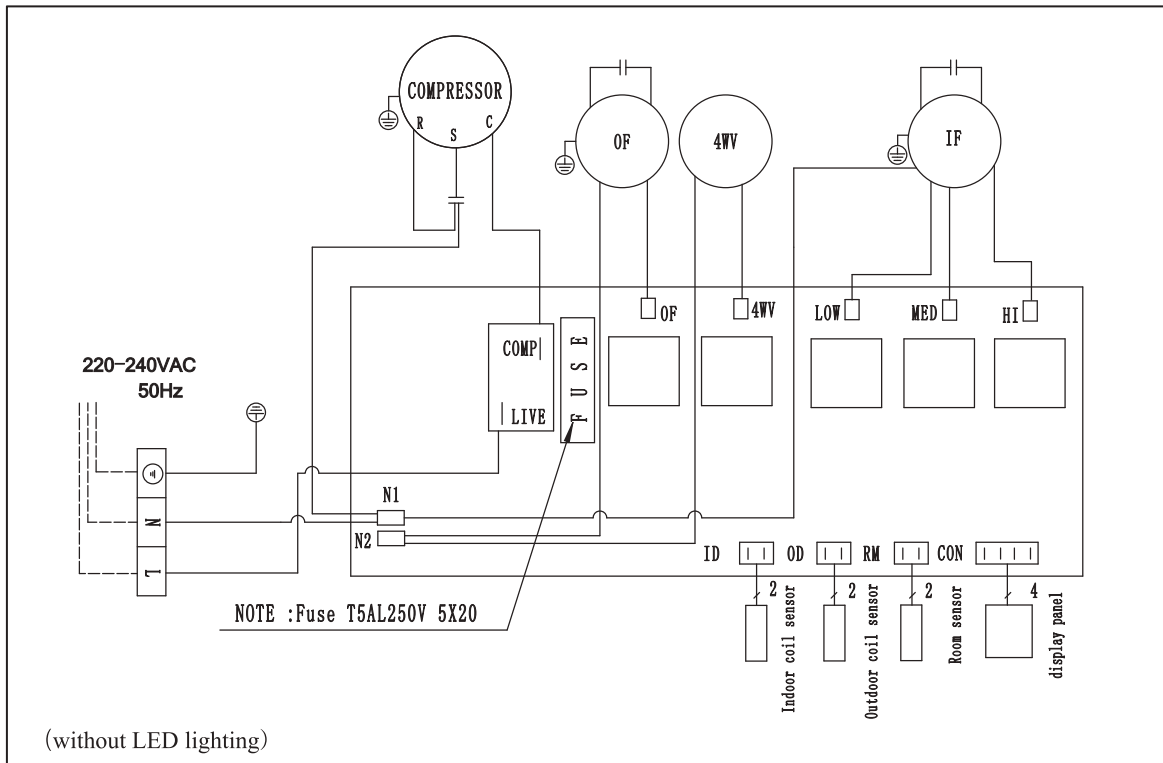 COMPRESSOR
R
S
C
OF
4WV
IF
OF
4WV
LOW
MED
HI
COMP
LIVE
FUSE
220-240VAC
50Hz
N
L
N1
N2
ID
OD
RM
CON
2
2
2
4
Indoor coil sensor
Outdoor coil sensor
Room sensor
display panel
NOTE :Fuse T5AL250V 5X20
(without LED lighting)